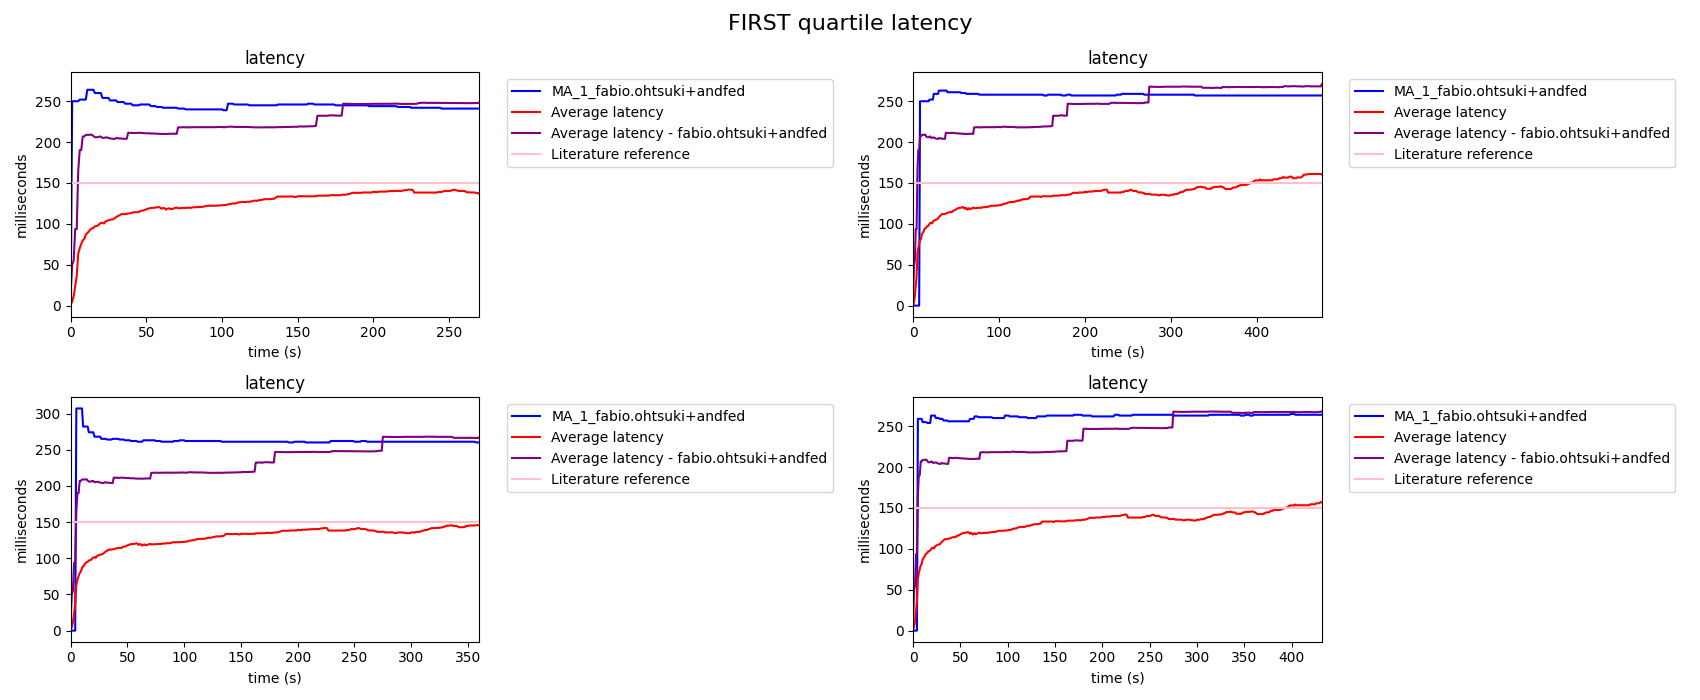 FIRST quartile latency
latency
milliseconds
250
200
150
100
50
0
0 50 100 150 200 250
time (s)
MA_1_fabio.ohtsuki+andfed
Average latency
Average latency - fabio.ohtsuki+andfed
Literature reference
latency
milliseconds
250
200
150
100
50
0
0 100 200 300 400
time (s)
MA_1_fabio.ohtsuki+andfed
Average latency
Average latency - fabio.ohtsuki+andfed
Literature reference
latency
milliseconds
300
250
200
150
100
50
0
0 50 100 150 200 250 300 350
time (s)
MA_1_fabio.ohtsuki+andfed
Average latency
Average latency - fabio.ohtsuki+andfed
Literature reference
latency
milliseconds
250
200
150
100
50
0
0 50 100 150 200 250 300 350 400
time (s)
MA_1_fabio.ohtsuki+andfed
Average latency
Average latency - fabio.ohtsuki+andfed
Literature reference